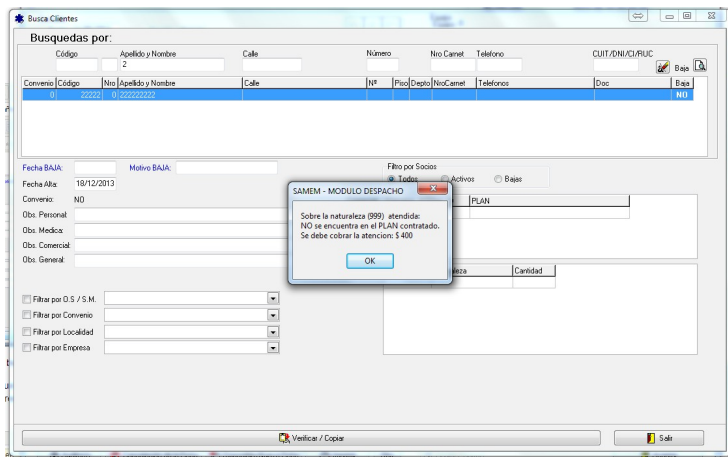 Busca Clientes
Busquedas por:
Código Apellido y Nombre Calle Número Nro Carnet Telefono CUIT/DNI/CI/RUC
2
Baja
Convenio Código Nro Apellido y Nombre Calle Nº Piso Depto NroCarnet Telefonos Doc Baja
0 22222 0 222222222 NO
Fecha BAJA: Motivo BAJA:
Fecha Alta: 18/12/2013
Convenio: NO
Obs. Personal:
Obs. Medica:
Obs. Comercial:
Obs. General:
Filtro por Socios
Todos Activos Bajas
PLAN
Cantidad
SAMEM - MODULO DESPACHO
Sobre la naturaleza (999) atendida:
NO se encuentra en el PLAN contratado.
Se debe cobrar la atencion: $ 400
OK
Filtrar por O.S / S.M.
Filtrar por Convenio
Filtrar por Localidad
Filtrar por Empresa
Verificar / Copiar
Salir